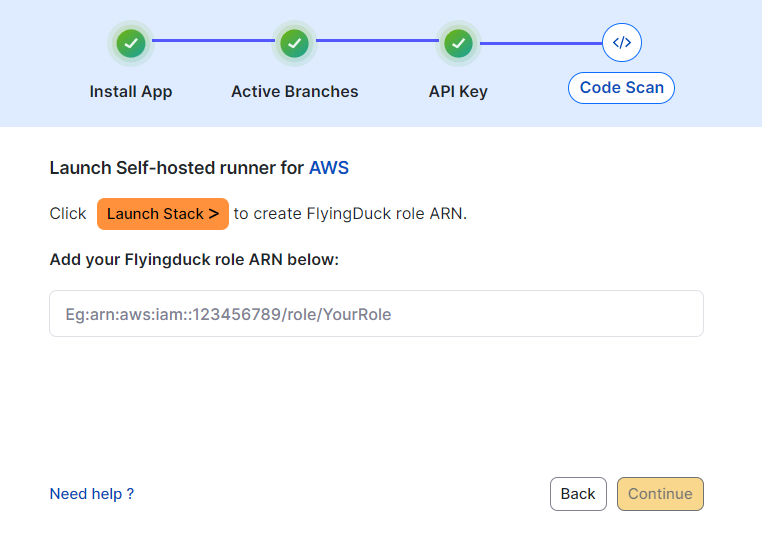 </>
Install App
Active Branches
API Key
Code Scan
Launch Self-hosted runner for AWS
Click Launch Stack > to create FlyingDuck role ARN.
Add your Flyingduck role ARN below:
Eg:arn:aws:iam::123456789/role/YourRole
Need help ?
Back
Continue